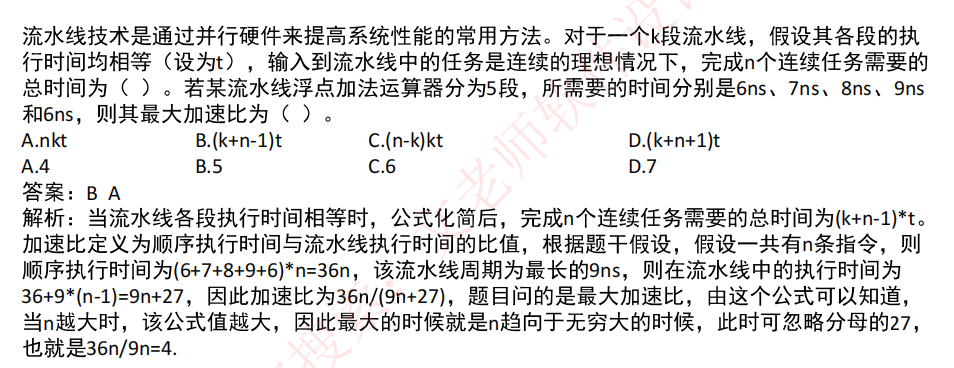 流水线技术是通过并行硬件来提高系统性能的常用方法。对于一个k段流水线，假设其各段的执
行时间均相等（设为t），输入到流水线中的任务是连续的理想情况下，完成n个连续任务需要的
总时间为（ ）。若某流水线浮点加法运算器分为5段，所需要的时间分别是6ns、7ns、8ns、9ns
和6ns，则其最大加速比为（ ）。
A.nkt B.(k+n-1)t C.(n-k)kt D.(k+n+1)t
A.4 B.5 C.6 D.7
答案：B A
解析：当流水线各段执行时间相等时，公式化简后，完成n个连续任务需要的总时间为(k+n-1)*t。
加速比定义为顺序执行时间与流水线执行时间的比值，根据题干假设，假设一共有n条指令，则
顺序执行时间为(6+7+8+9+6)*n=36n，该流水线周期为最长的9ns，则在流水线中的执行时间为
36+9*(n-1)=9n+27，因此加速比为36n/(9n+27)，题目问的是最大加速比，由这个公式可以知道，
当n越大时，该公式值越大，因此最大的时候就是n趋向于无穷大的时候，此时可忽略分母的27，
也就是36n/9n=4.